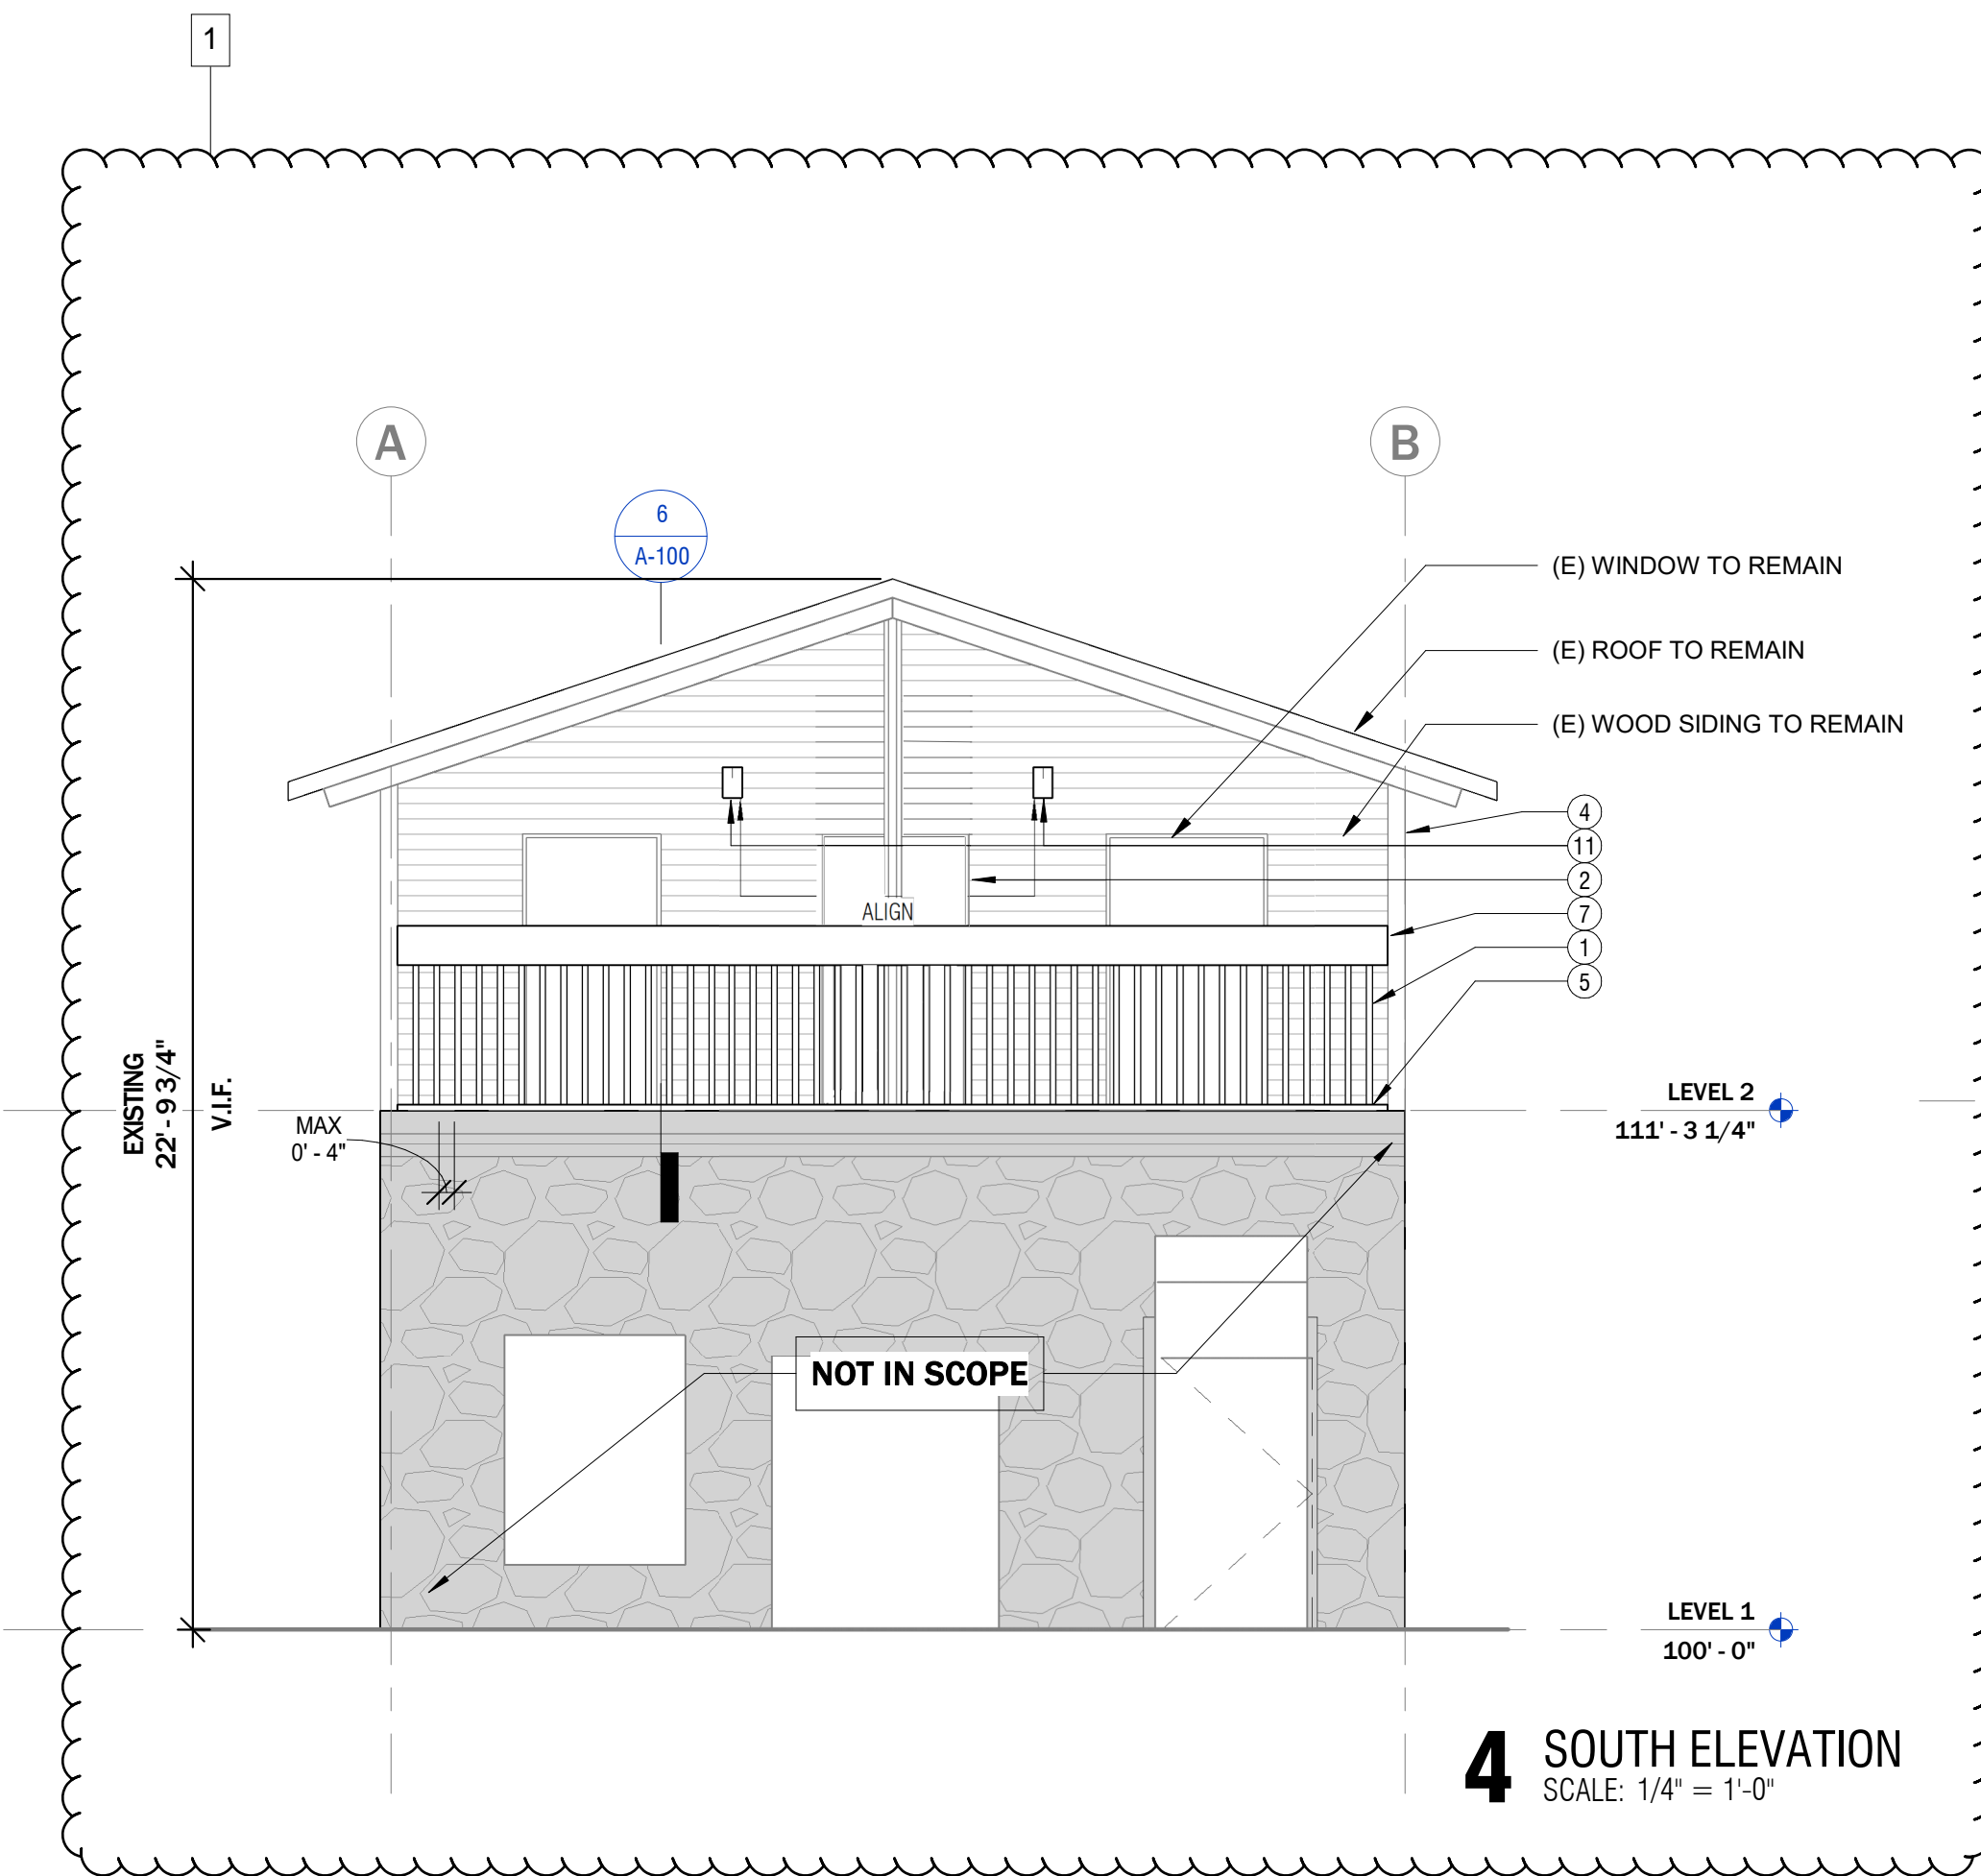 1
A
B
6
A-100
(E) WINDOW TO REMAIN
(E) ROOF TO REMAIN
(E) WOOD SIDING TO REMAIN
4
11
2
7
1
5
ALIGN
EXISTING
22' - 9 3/4"
V.I.F.
MAX
0' - 4"
LEVEL 2
111' - 3 1/4"
NOT IN SCOPE
LEVEL 1
100' - 0"
4 SOUTH ELEVATION
SCALE: 1/4" = 1'-0"